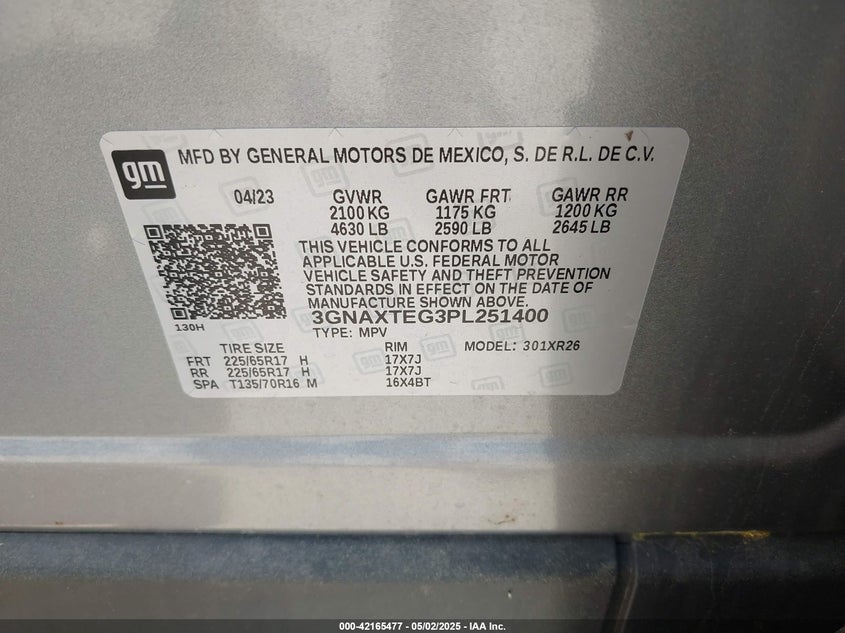 gm MFD BY GENERAL MOTORS DE MEXICO, S. DE R.L. DE C.V.
04/23 GVWR GAWR FRT GAWR RR
2100 KG 1175 KG 1200 KG
4630 LB 2590 LB 2645 LB
THIS VEHICLE CONFORMS TO ALL
APPLICABLE U.S. FEDERAL MOTOR
VEHICLE SAFETY AND THEFT PREVENTION
STANDARDS IN EFFECT ON THE DATE OF
MANUFACTURE SHOWN ABOVE.
130H
3GNAXTEG3PL251400
TYPE: MPV
TIRE SIZE RIM MODEL: 301XR26
FRT 225/65R17 H 17X7J
RR 225/65R17 H 17X7J
SPA T135/70R16 M 16X4BT
000-42165477 - 05/02/2025 - IAA Inc.